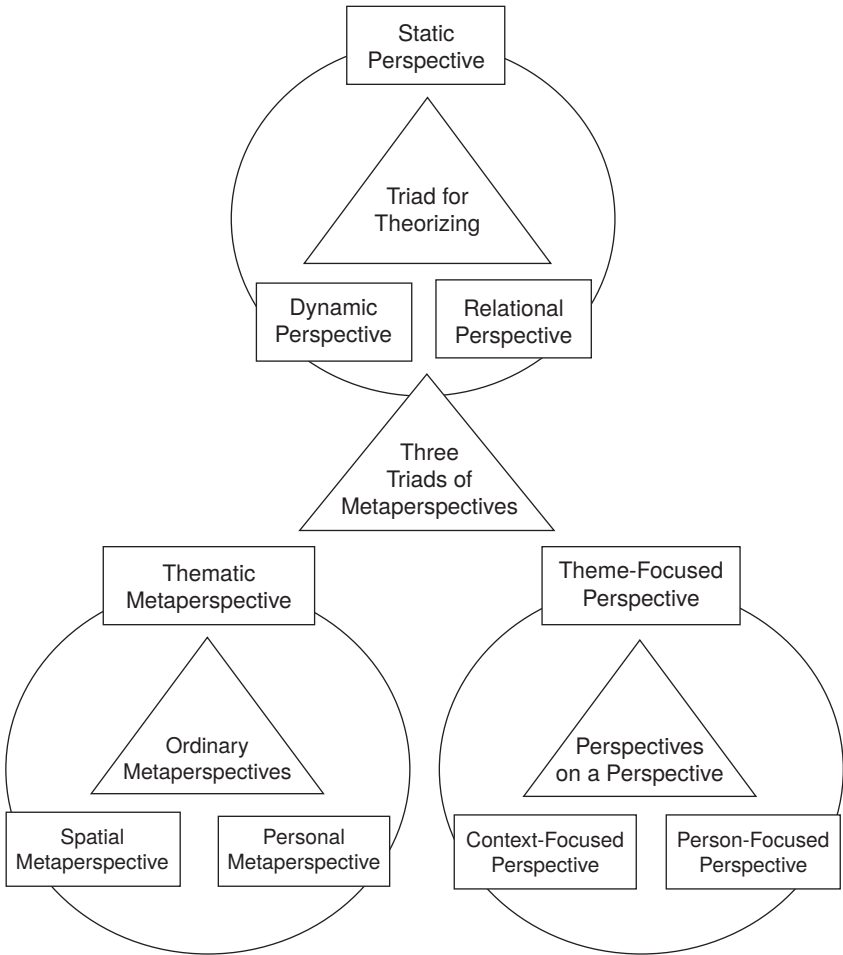 Static
Perspective
Triad for
Theorizing
Dynamic
Perspective
Relational
Perspective
Three
Triads of
Metaperspectives
Thematic
Metaperspective
Ordinary
Metaperspectives
Spatial
Metaperspective
Personal
Metaperspective
Theme-Focused
Perspective
Perspectives
on a Perspective
Context-Focused
Perspective
Person-Focused
Perspective